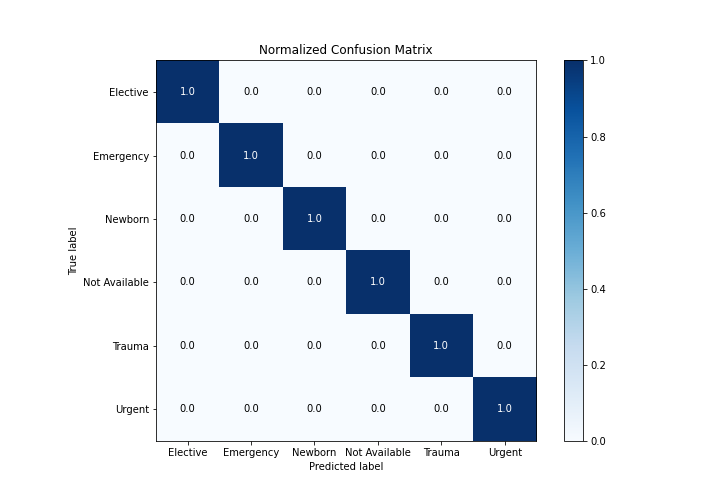 Normalized Confusion Matrix
Elective 1.0 0.0 0.0 0.0 0.0 0.0
Emergency 0.0 1.0 0.0 0.0 0.0 0.0
Newborn 0.0 0.0 1.0 0.0 0.0 0.0
Not Available 0.0 0.0 0.0 1.0 0.0 0.0
Trauma 0.0 0.0 0.0 0.0 1.0 0.0
Urgent 0.0 0.0 0.0 0.0 0.0 1.0
Elective Emergency Newborn Not Available Trauma Urgent
Predicted label
True label
1.0
0.8
0.6
0.4
0.2
0.0